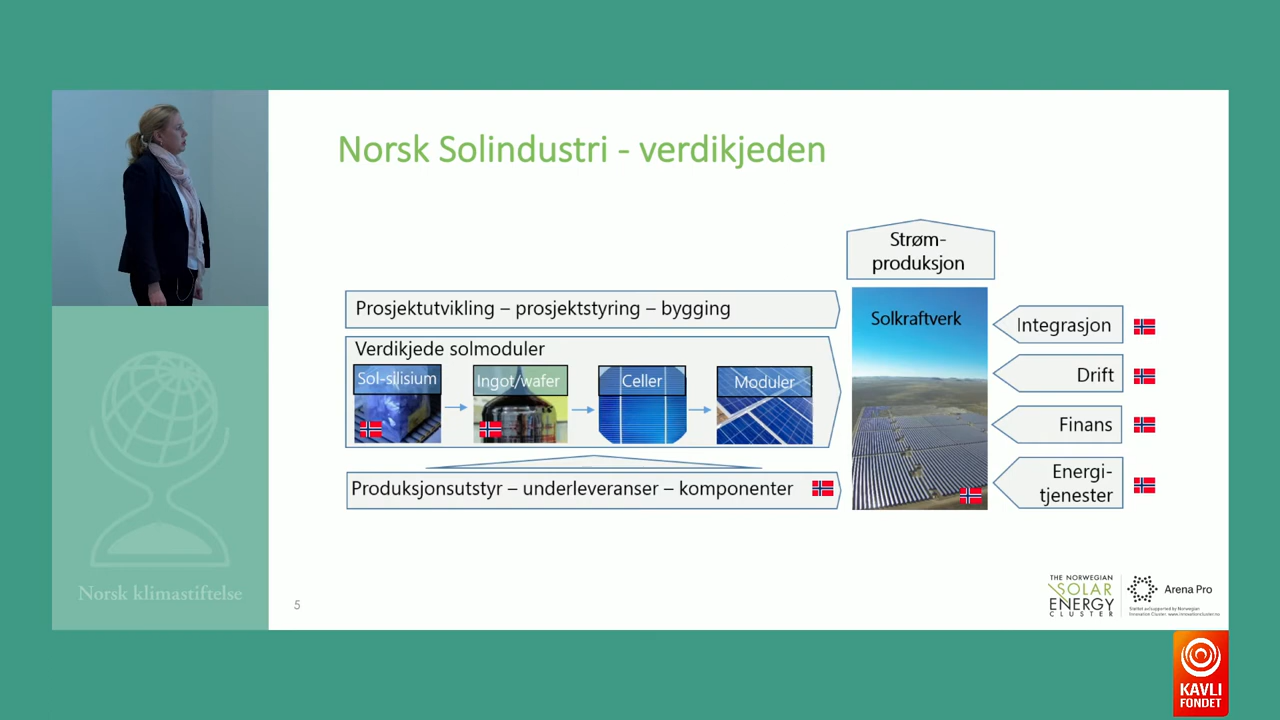 Norsk Solindustri - verdikjeden
Strøm-
produksjon
Prosjektutvikling – prosjektstyring – bygging
Solkraftverk
Integrasjon
Verdikjede solmoduler
Sol-silisium
Ingot/wafer
Celler
Moduler
Drift
Finans
Energi-
tjenester
Produksjonsutstyr – underleveranser – komponenter
Norsk klimastiftelse
5
THE NORWEGIAN
SOLAR
ENERGY
CLUSTER
Arena Pro
KAVLI
FONDET